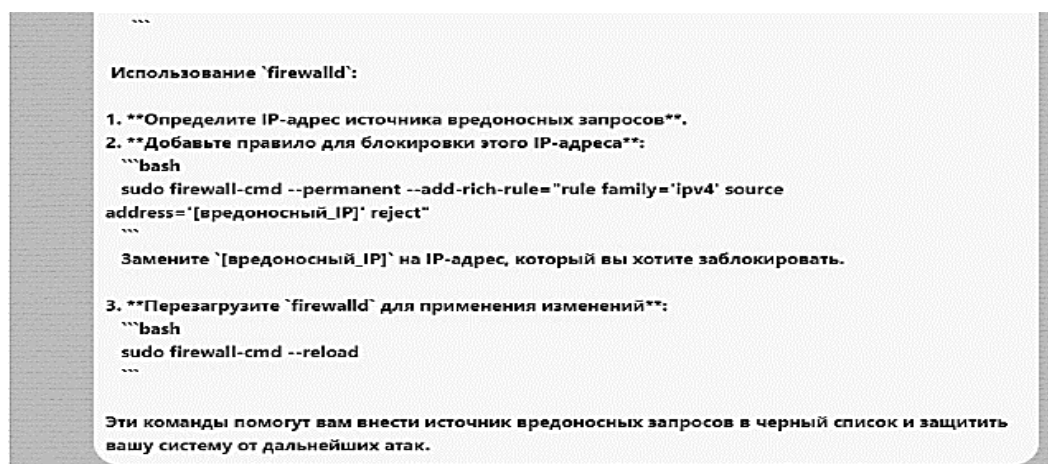 ```
Использование `firewalld`:
1. **Определите IP-адрес источника вредоносных запросов**.
2. **Добавьте правило для блокировки этого IP-адреса**:
```bash
sudo firewall-cmd --permanent --add-rich-rule="rule family='ipv4' source
address='[вредоносный_IP]' reject"
```
Замените `[вредоносный_IP]` на IP-адрес, который вы хотите заблокировать.
3. **Перезагрузите `firewalld` для применения изменений**:
```bash
sudo firewall-cmd --reload
```
Эти команды помогут вам внести источник вредоносных запросов в черный список и защитить
вашу систему от дальнейших атак.